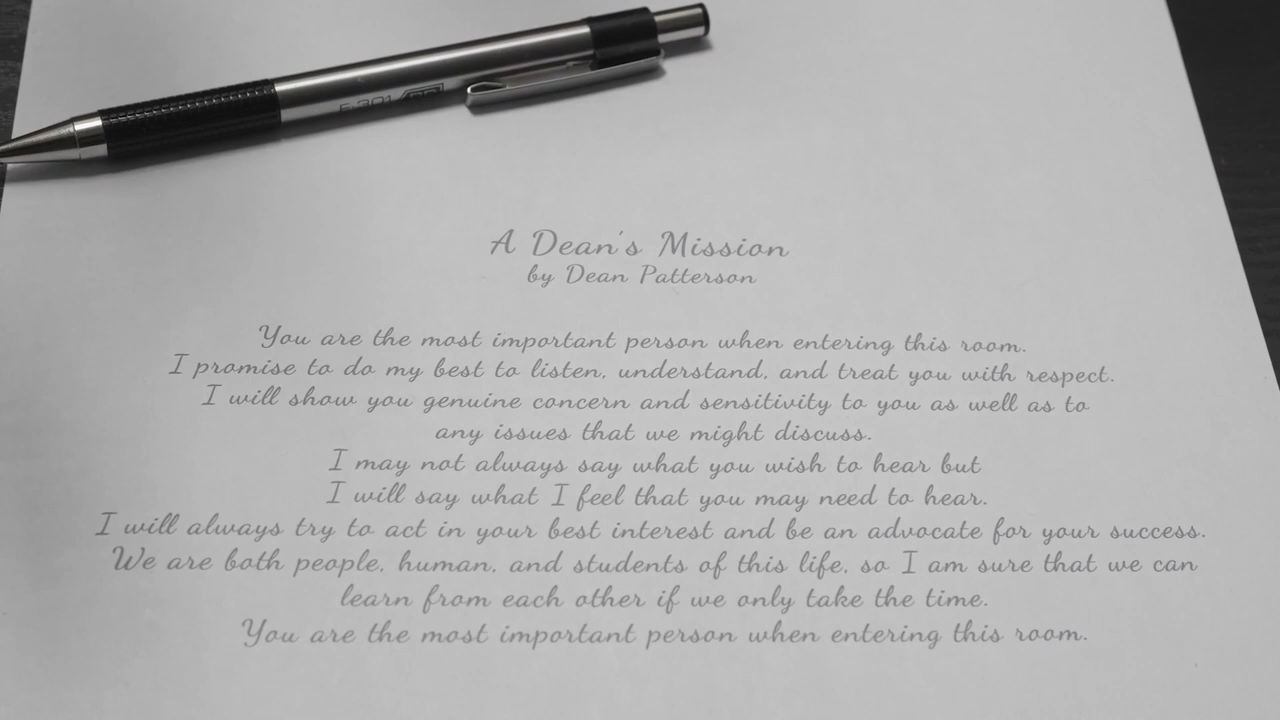 F-301
A Dean's Mission
by Dean Patterson
You are the most important person when entering this room.
I promise to do my best to listen, understand, and treat you with respect.
I will show you genuine concern and sensitivity to you as well as to
any issues that we might discuss.
I may not always say what you wish to hear but
I will say what I feel that you may need to hear.
I will always try to act in your best interest and be an advocate for your success.
We are both people, human, and students of this life, so I am sure that we can
learn from each other if we only take the time.
You are the most important person when entering this room.